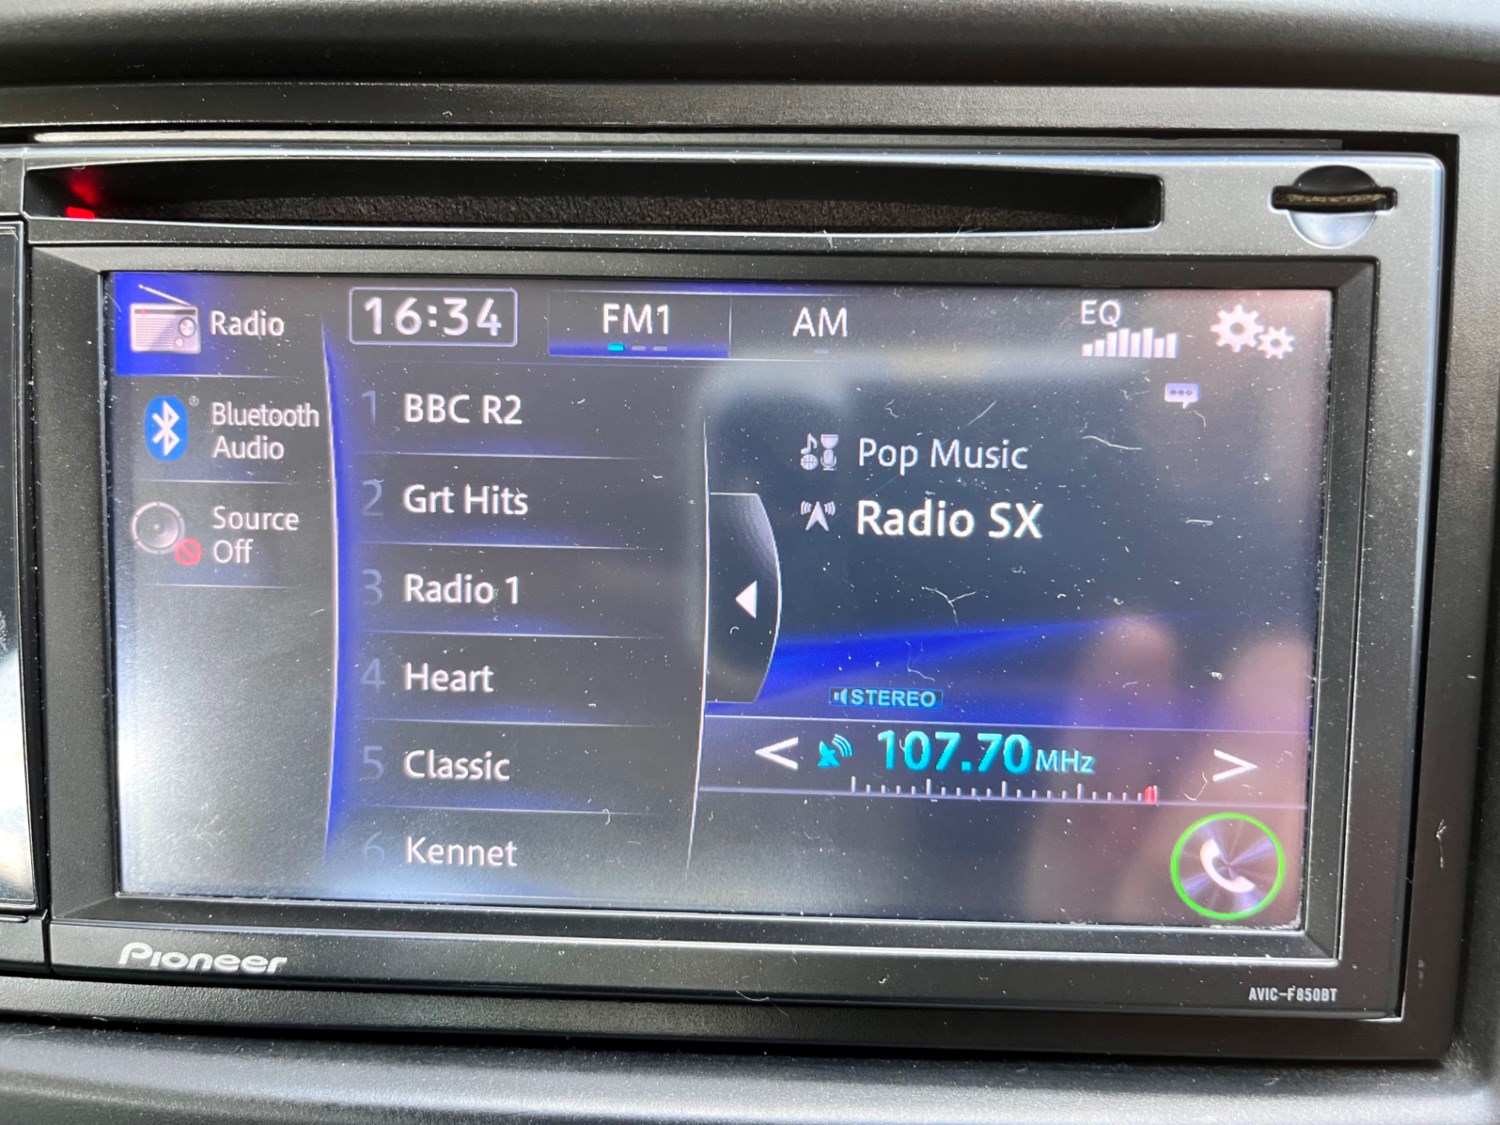 Radio
16:34
FM1
AM
EQ
Bluetooth®
Audio
Source
Off
1 BBC R2
2 Grt Hits
3 Radio 1
4 Heart
5 Classic
6 Kennet
Pop Music
Radio SX
STEREO
< 107.70 MHz >
Pioneer
AVIC-F850BT